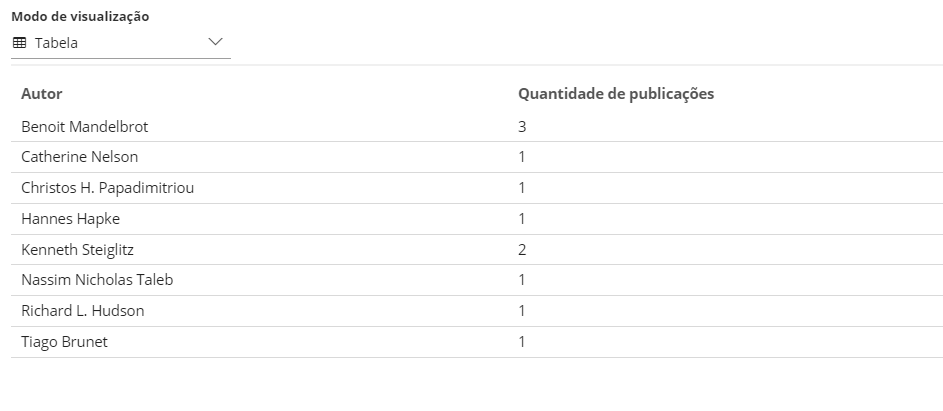 Modo de visualização
Tabela
Autor Quantidade de publicações
Benoit Mandelbrot 3
Catherine Nelson 1
Christos H. Papadimitriou 1
Hannes Hapke 1
Kenneth Steiglitz 2
Nassim Nicholas Taleb 1
Richard L. Hudson 1
Tiago Brunet 1